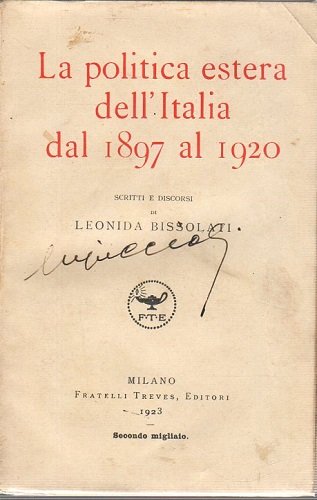 La politica estera
dell'Italia
dal 1897 al 1920
SCRITTI E DISCORSI
DI
LEONIDA BISSOLATI
F·T·E
MILANO
FRATELLI TREVES, EDITORI
1923
Secondo migliaio.